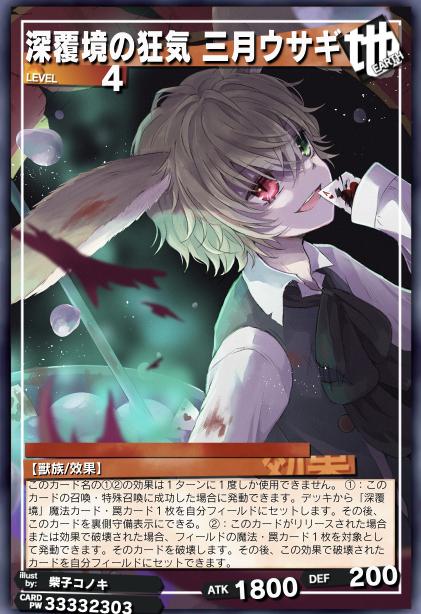 深覆境の狂気 三月ウサギ
地
EARTH
LEVEL
4
効果
【獣族/効果】
このカード名の①②の効果は1ターンに1度しか使用できません。 ①：この
カードの召喚・特殊召喚に成功した場合に発動できます。デッキから「深覆
境」魔法カード・罠カード1枚を自分フィールドにセットします。その後、
このカードを裏側守備表示にできる。 ②：このカードがリリースされた場合
または効果で破壊された場合、フィールドの魔法・罠カード1枚を対象とし
て発動できます。そのカードを破壊します。その後、この効果で破壊された
カードを自分フィールドにセットできます。
illust by: 柴子コノキ
ATK 1800
DEF 200
CARD PW 33332303